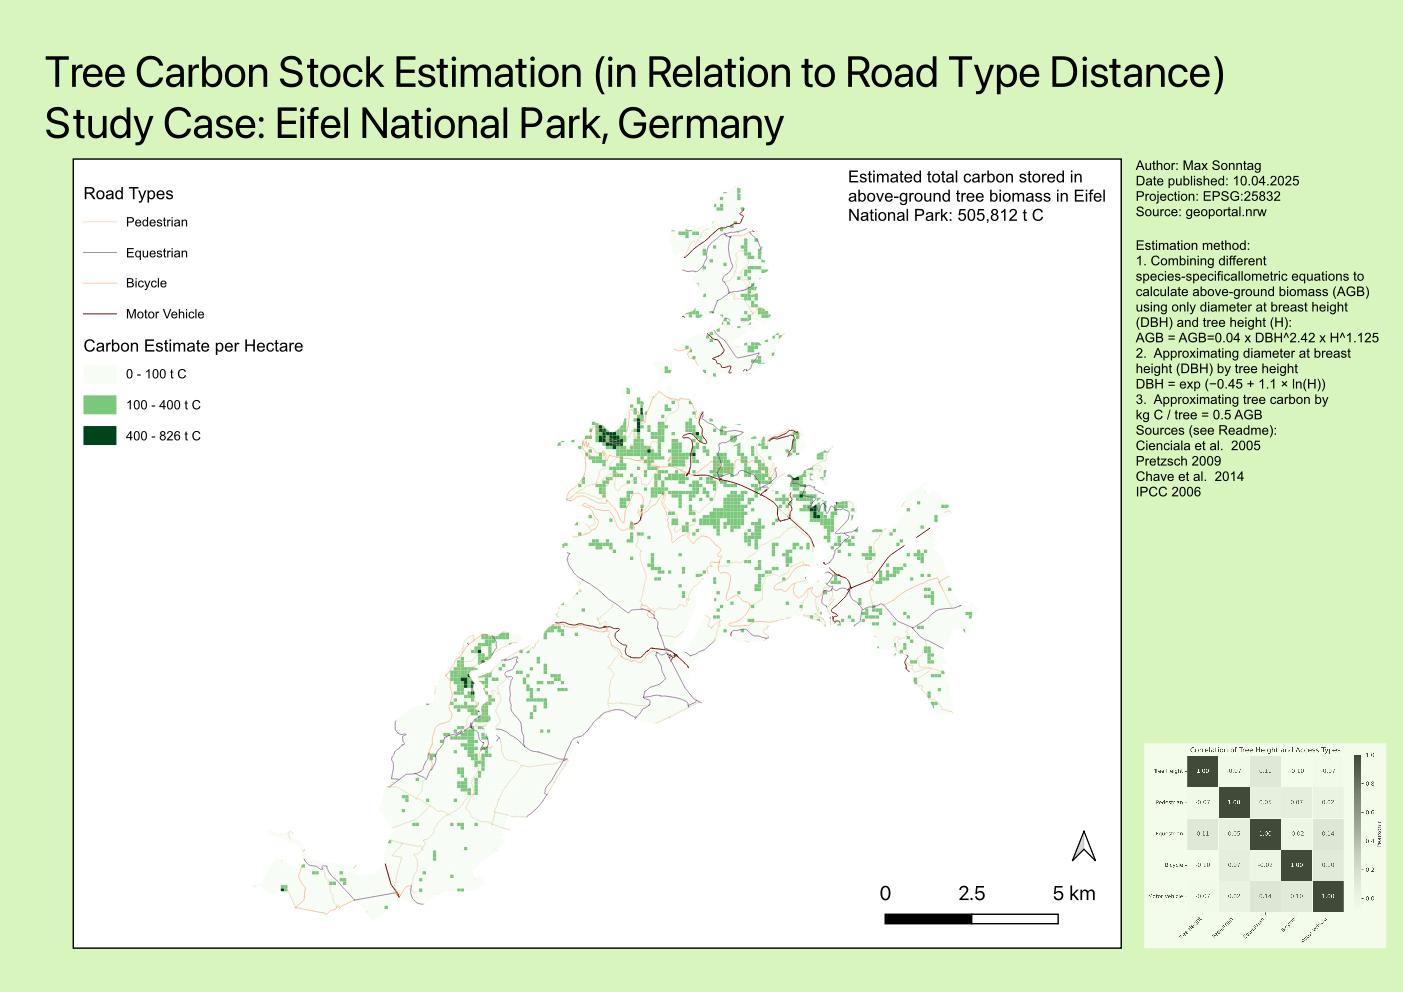 Tree Carbon Stock Estimation (in Relation to Road Type Distance)
Study Case: Eifel National Park, Germany
Road Types
Pedestrian
Equestrian
Bicycle
Motor Vehicle
Carbon Estimate per Hectare
0 - 100 t C
100 - 400 t C
400 - 826 t C
Estimated total carbon stored in
above-ground tree biomass in Eifel
National Park: 505,812 t C
0 2.5 5 km
Author: Max Sonntag
Date published: 10.04.2025
Projection: EPSG:25832
Source: geoportal.nrw
Estimation method:
1. Combining different
species-specificallometric equations to
calculate above-ground biomass (AGB)
using only diameter at breast height
(DBH) and tree height (H):
AGB = AGB=0.04 x DBH^2.42 x H^1.125
2. Approximating diameter at breast
height (DBH) by tree height
DBH = exp (−0.45 + 1.1 × ln(H))
3. Approximating tree carbon by
kg C / tree = 0.5 AGB
Sources (see Readme):
Cienciala et al. 2005
Pretzsch 2009
Chave et al. 2014
IPCC 2006
Correlation of Tree Height and Access Types
Tree Height 1.00 -0.07 0.11 -0.10 -0.07
Pedestrian -0.07 1.00 0.05 0.07 0.02
Equestrian 0.11 0.05 1.00 -0.02 0.14
Bicycle -0.10 0.07 -0.02 1.00 0.10
Motor Vehicle -0.07 0.02 0.14 0.10 1.00
Tree Height Pedestrian Equestrian Bicycle Motor Vehicle
1.0
0.8
0.6
0.4
0.2
0.0